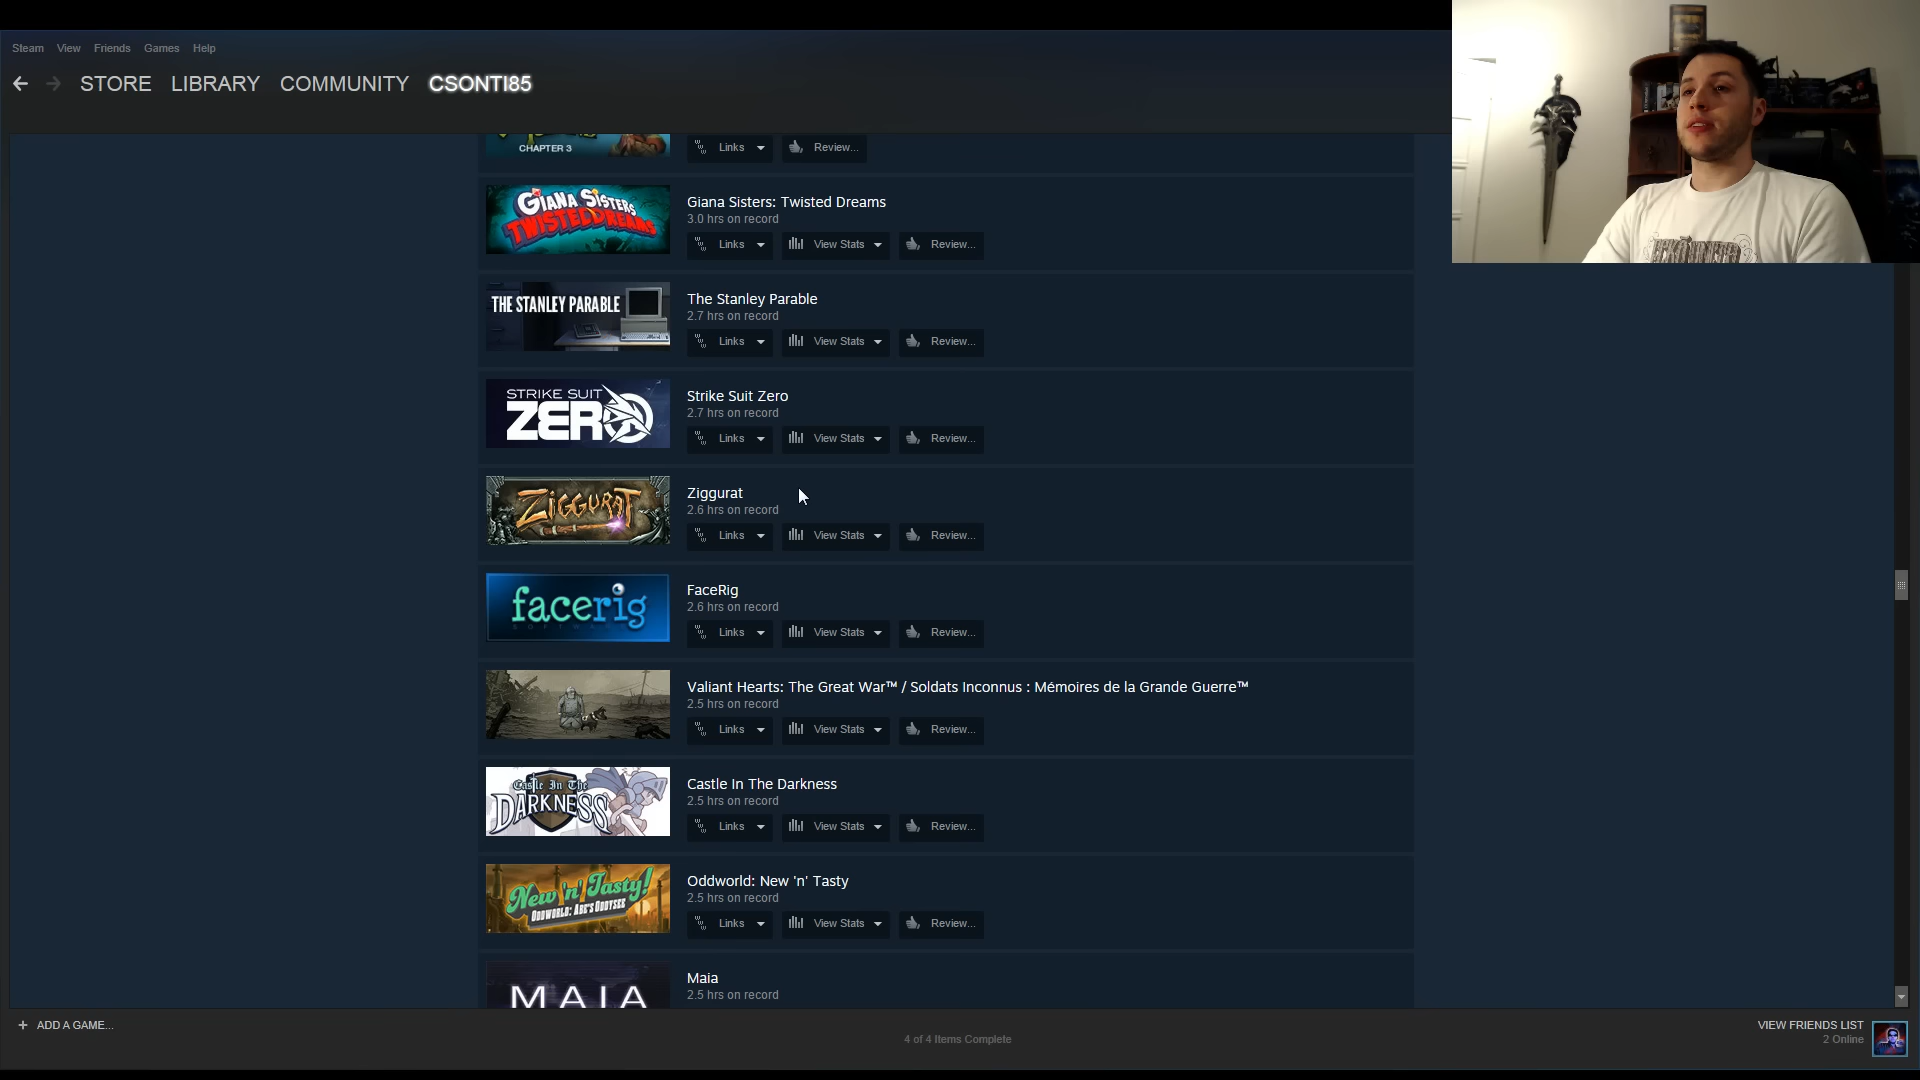 Steam View Friends Games Help
STORE LIBRARY COMMUNITY CSONTI85
CHAPTER 3
Links Review...
GIANA SISTERS
TWISTED DREAMS
Giana Sisters: Twisted Dreams
3.0 hrs on record
Links View Stats Review...
THE STANLEY PARABLE
The Stanley Parable
2.7 hrs on record
Links View Stats Review...
STRIKE SUIT
ZERO
Strike Suit Zero
2.7 hrs on record
Links View Stats Review...
ZIGGURAT
Ziggurat
2.6 hrs on record
Links View Stats Review...
facerig
FaceRig
2.6 hrs on record
Links View Stats Review...
Valiant Hearts: The Great War™ / Soldats Inconnus : Mémoires de la Grande Guerre™
2.5 hrs on record
Links View Stats Review...
Castle In The
DARKNESS
Castle In The Darkness
2.5 hrs on record
Links View Stats Review...
New 'n' Tasty!
ODDWORLD: ABE'S ODDYSEE
Oddworld: New 'n' Tasty
2.5 hrs on record
Links View Stats Review...
MAIA
Maia
2.5 hrs on record
+ ADD A GAME...
4 of 4 Items Complete
VIEW FRIENDS LIST
2 Online